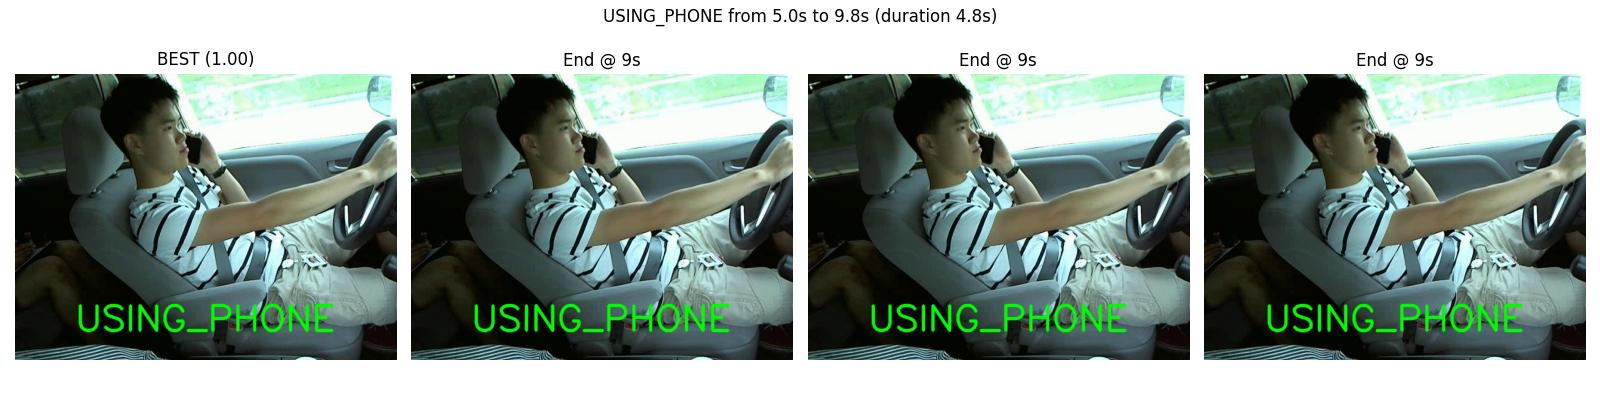 USING_PHONE from 5.0s to 9.8s (duration 4.8s)
BEST (1.00)
End @ 9s
End @ 9s
End @ 9s
USING_PHONE
USING_PHONE
USING_PHONE
USING_PHONE